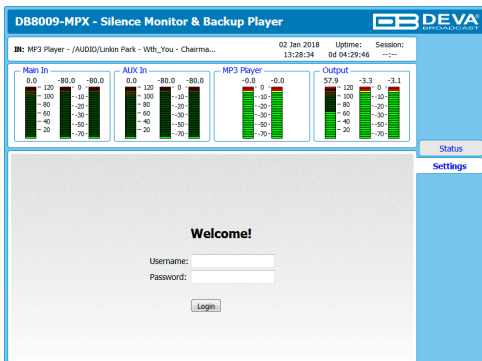 DB8009-MPX - Silence Monitor & Backup Player
DEVA
BROADCAST
IN: MP3 Player - /AUDIO/Linkin Park - Wth_You - Chairma...
02 Jan 2018 Uptime: Session:
13:28:34 0d 04:29:46 --:--
Main In AUX In MP3 Player Output
0.0 -80.0 -80.0 0.0 -80.0 -80.0 -0.0 -0.0 57.9 -3.3 -3.1
120 0 120 0 0 120 0
100 -10 100 -10 -10 100 -10
80 -20 80 -20 -20 80 -20
60 -30 60 -30 -30 60 -30
40 -50 40 -50 -50 40 -50
20 -70 20 -70 -70 20 -70
Status
Settings
Welcome!
Username:
Password:
Login